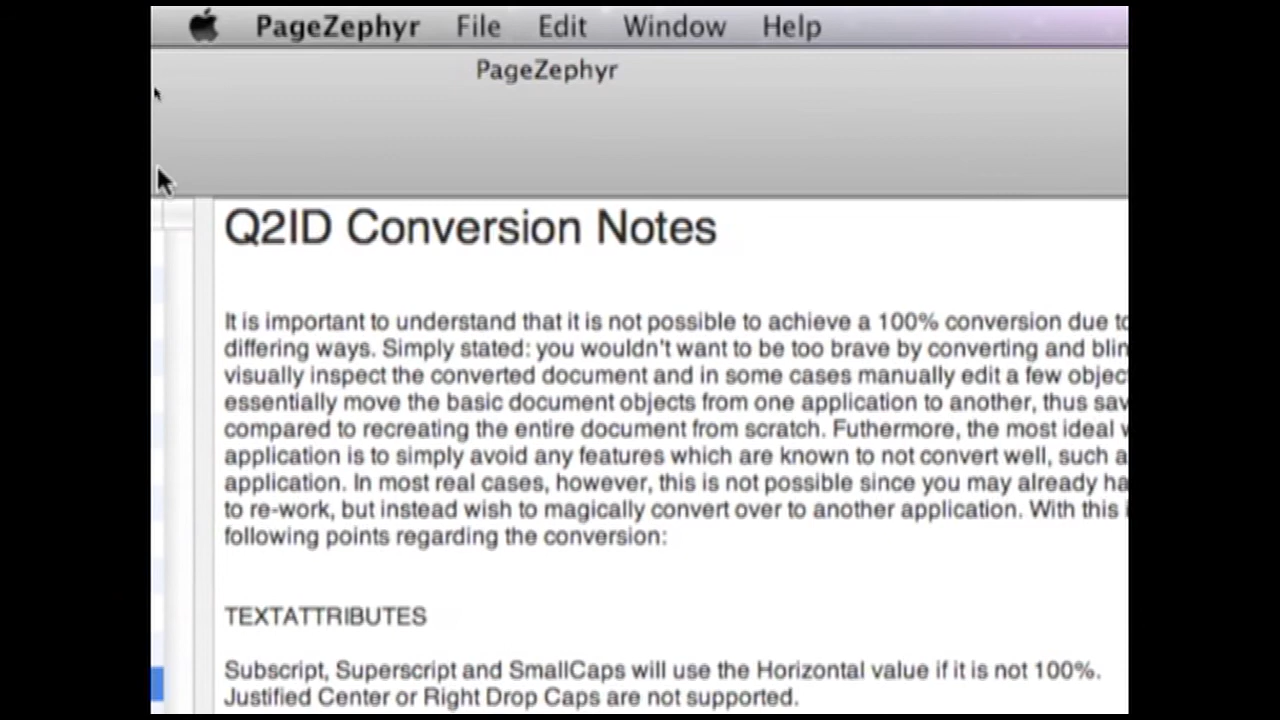 PageZephyr File Edit Window Help
PageZephyr
Q2ID Conversion Notes
It is important to understand that it is not possible to achieve a 100% conversion due to
differing ways. Simply stated: you wouldn't want to be too brave by converting and
visually inspect the converted document and in some cases manually edit a few
essentially move the basic document objects from one application to another, thus
compared to recreating the entire document from scratch. Futhermore, the most ideal
application is to simply avoid any features which are known to not convert well, such
application. In most real cases, however, this is not possible since you may already
to re-work, but instead wish to magically convert over to another application. With this
following points regarding the conversion:
TEXTATTRIBUTES
Subscript, Superscript and SmallCaps will use the Horizontal value if it is not 100%.
Justified Center or Right Drop Caps are not supported.